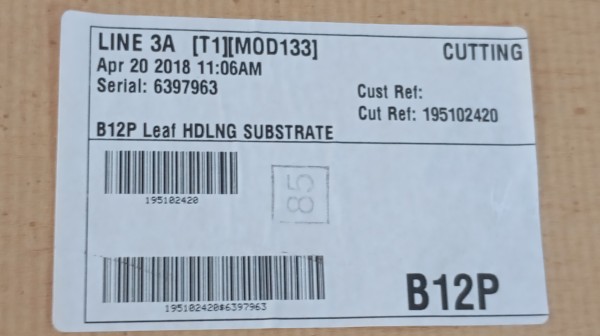 LINE 3A [T1][MOD133]
CUTTING
Apr 20 2018 11:06AM
Serial: 6397963
Cust Ref:
Cut Ref: 195102420
B12P Leaf HDLNG SUBSTRATE
195102420
85
195102420#6397963
B12P